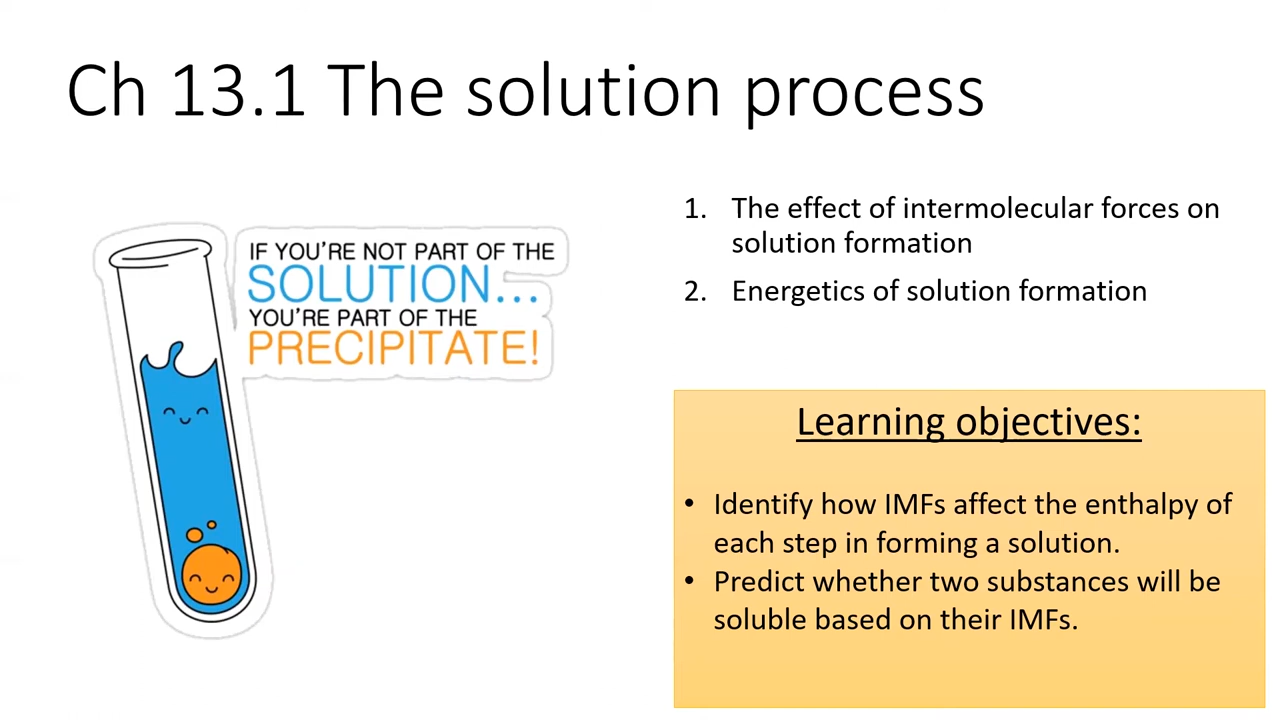 Ch 13.1 The solution process
IF YOU'RE NOT PART OF THE
SOLUTION...
YOU'RE PART OF THE
PRECIPITATE!
1. The effect of intermolecular forces on
solution formation
2. Energetics of solution formation
Learning objectives:
• Identify how IMFs affect the enthalpy of
each step in forming a solution.
• Predict whether two substances will be
soluble based on their IMFs.